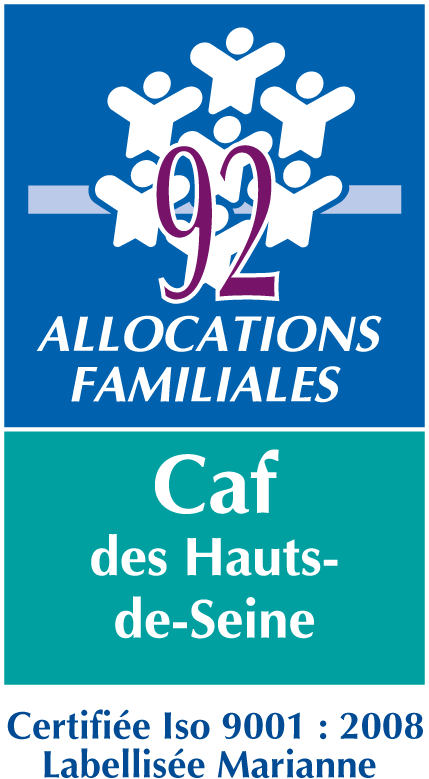 92
ALLOCATIONS
FAMILIALES
Caf
des Hauts-
de-Seine
Certifiée Iso 9001 : 2008
Labellisée Marianne